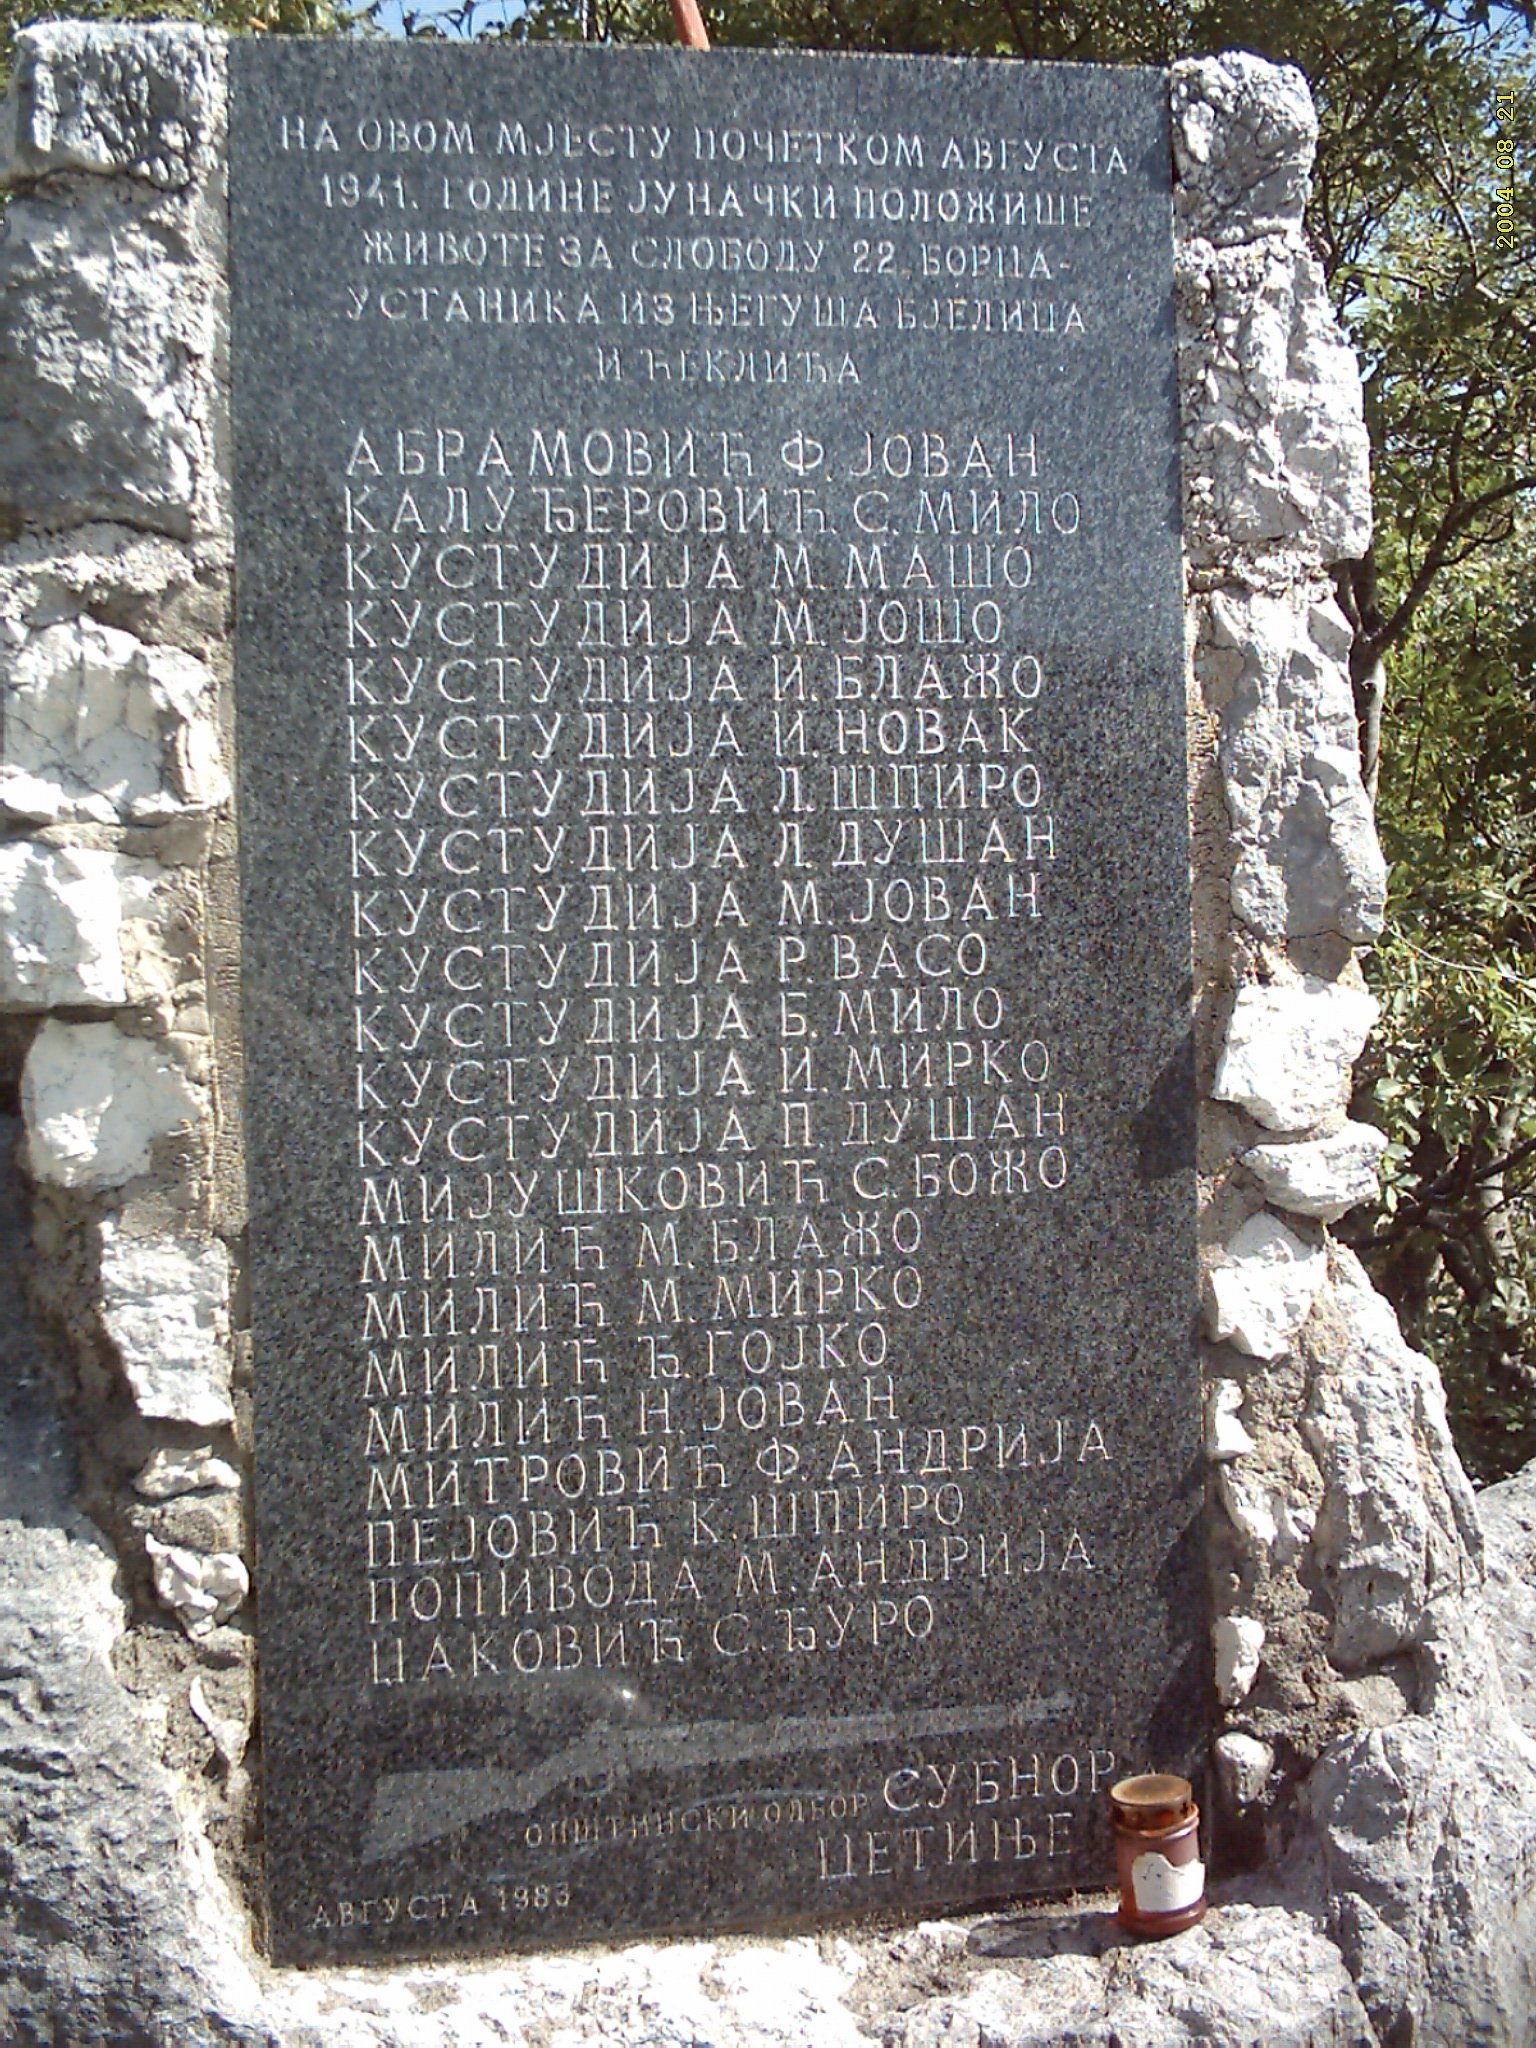 НА ОВОМ МЈЕСТУ ПОЧЕТКОМ АВГУСТА
1941. ГОДИНЕ ЈУНАЧКИ ПОЛОЖИШЕ
ЖИВОТЕ ЗА СЛОБОДУ 22 БОРЦА-
УСТАНИКА ИЗ ЊЕГУША БЈЕЛИЦА
И ЋЕКЛИЋА
АБРАМОВИЋ Ф. ЈОВАН
КАЛУЂЕРОВИЋ С. МИЛО
КУСТУДИЈА М. МАШО
КУСТУДИЈА М. ЈОШО
КУСТУДИЈА И. БЛАЖО
КУСТУДИЈА И. НОВАК
КУСТУДИЈА Л. ШПИРО
КУСТУДИЈА Л. ДУШАН
КУСТУДИЈА М. ЈОВАН
КУСТУДИЈА Р. ВАСО
КУСТУДИЈА Б. МИЛО
КУСТУДИЈА И. МИРКО
КУСТУДИЈА П. ДУШАН
МИЈУШКОВИЋ С. БОЖО
МИЛИЋ М. БЛАЖО
МИЛИЋ М. МИРКО
МИЛИЋ Ђ. ГОЈКО
МИЛИЋ Н. ЈОВАН
МИТРОВИЋ Ф. АНДРИЈА
ПЕЈОВИЋ К. ШПИРО
ПОПИВОДА М. АНДРИЈА
ЏАКОВИЋ С. ЂУРО
ОПШТИНСКИ ОДБОР СУБНОР-А
ЦЕТИЊЕ
АВГУСТА 1983
2004 08 21